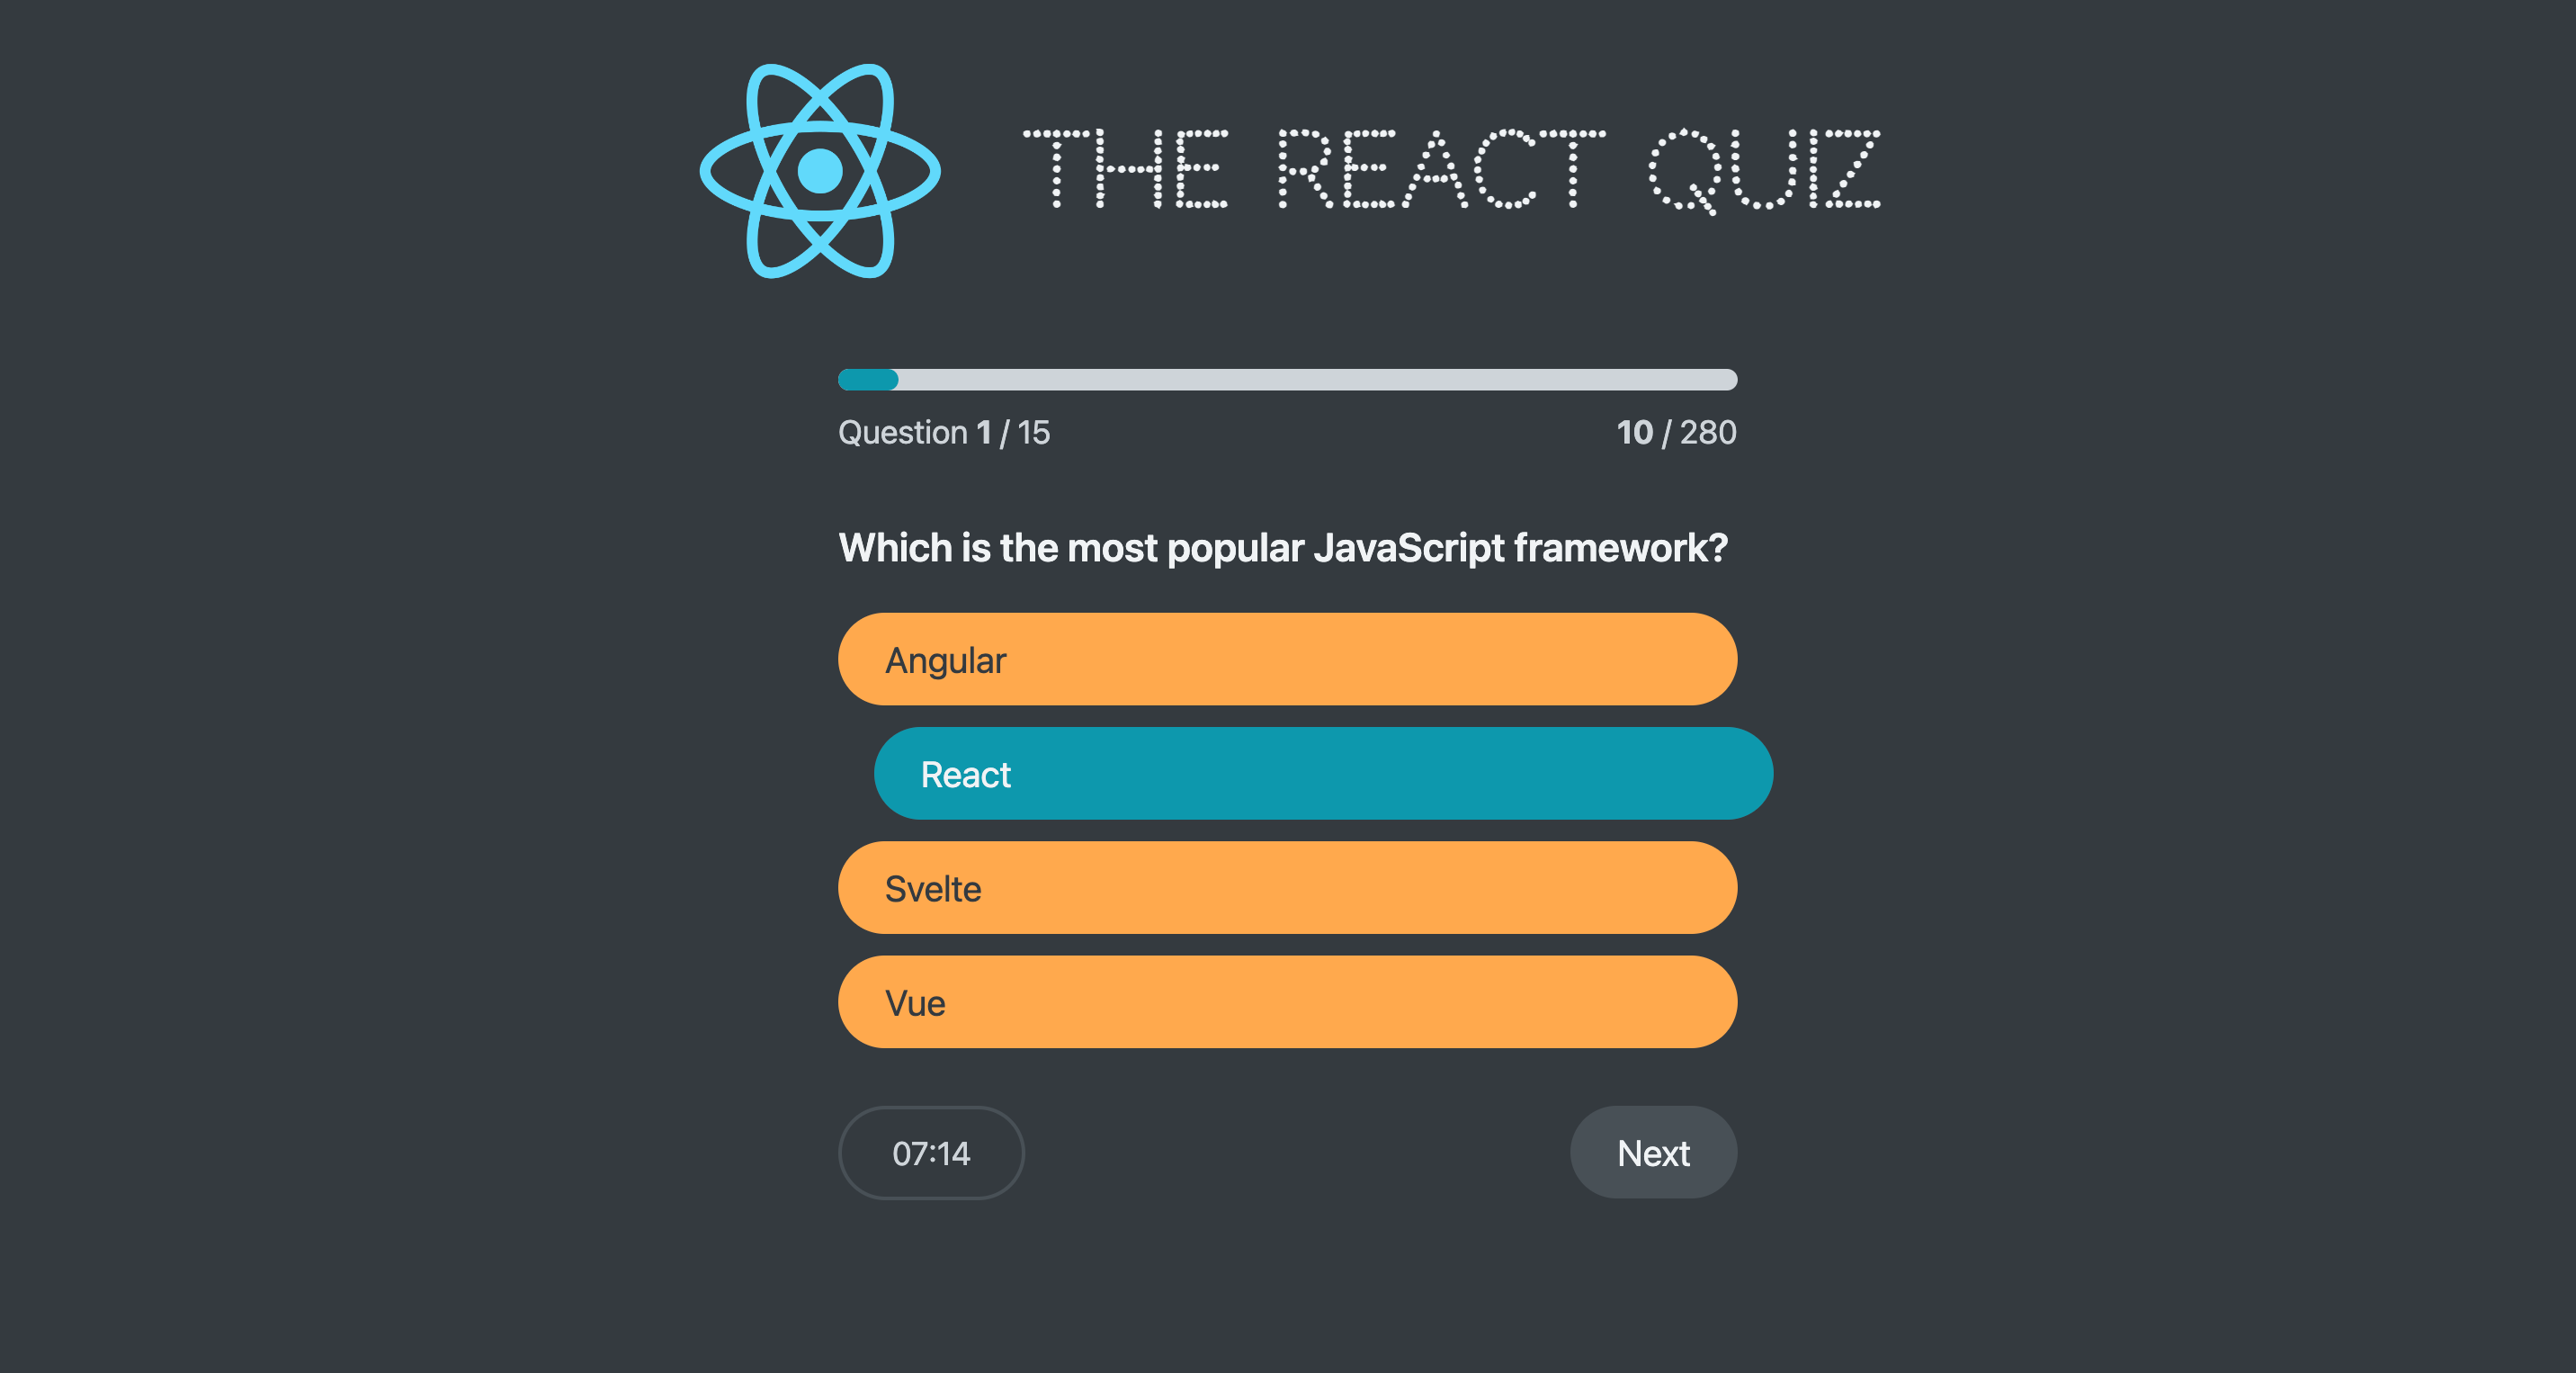 THE REACT QUIZ
Question 1 / 15
10 / 280
Which is the most popular JavaScript framework?
Angular
React
Svelte
Vue
07:14
Next